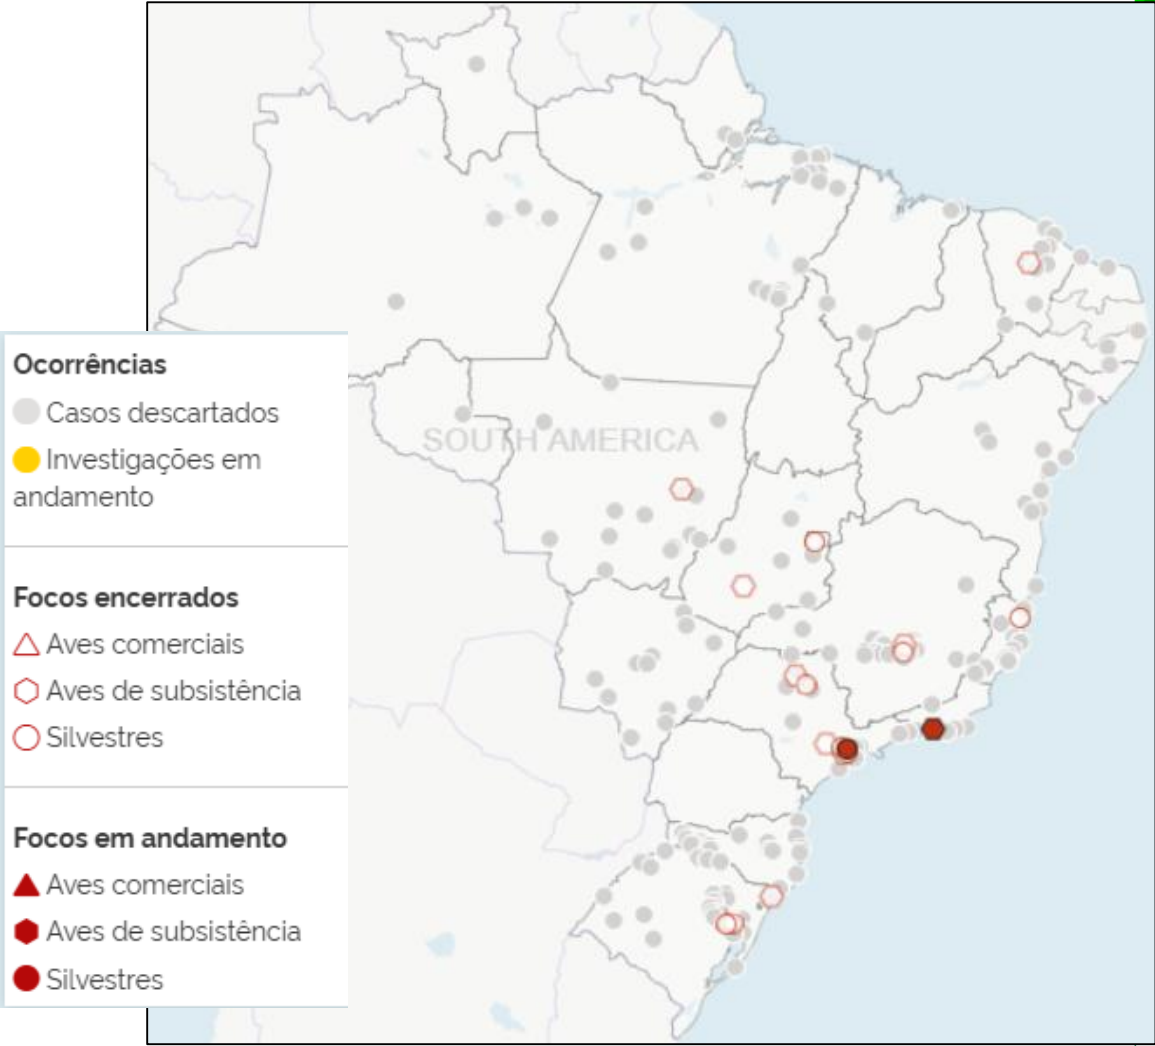 SOUTH AMERICA
Ocorrências
Casos descartados
Investigações em
andamento
Focos encerrados
Aves comerciais
Aves de subsistência
Silvestres
Focos em andamento
Aves comerciais
Aves de subsistência
Silvestres